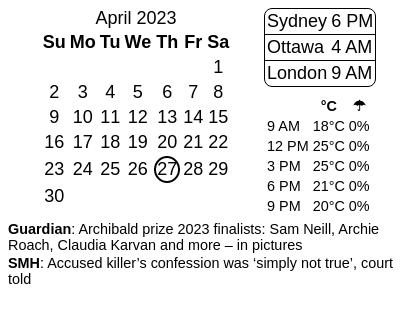 April 2023
Su Mo Tu We Th Fr Sa
1
2 3 4 5 6 7 8
9 10 11 12 13 14 15
16 17 18 19 20 21 22
23 24 25 26 27 28 29
30
Sydney 6 PM
Ottawa 4 AM
London 9 AM
°C ☂
9 AM 18°C 0%
12 PM 25°C 0%
3 PM 25°C 0%
6 PM 21°C 0%
9 PM 20°C 0%
Guardian: Archibald prize 2023 finalists: Sam Neill, Archie
Roach, Claudia Karvan and more – in pictures
SMH: Accused killer's confession was ‘simply not true’, court
told